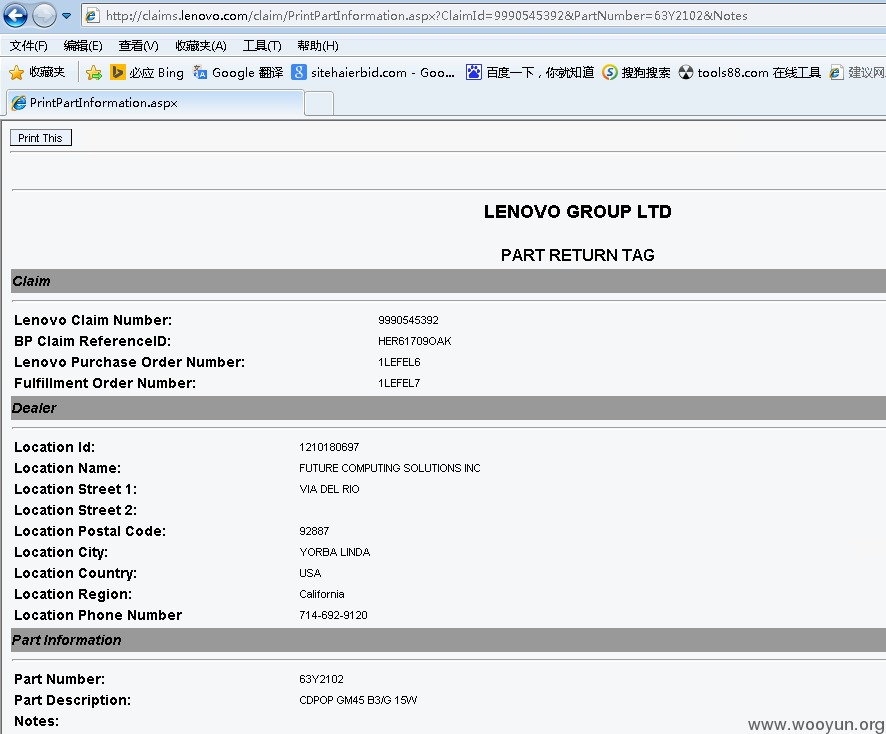 http://claims.lenovo.com/claim/PrintPartInformation.aspx?ClaimId=9990545392&PartNumber=63Y2102&Notes
文件(F) 编辑(E) 查看(V) 收藏夹(A) 工具(T) 帮助(H)
收藏夹 必应 Bing Google 翻译 sitehaierbid.com - Goo... 百度一下，你就知道 搜狗搜索 tools88.com 在线工具 建议网
PrintPartInformation.aspx
Print This
LENOVO GROUP LTD
PART RETURN TAG
Claim
Lenovo Claim Number: 9990545392
BP Claim ReferenceID: HER61709OAK
Lenovo Purchase Order Number: 1LEFEL6
Fulfillment Order Number: 1LEFEL7
Dealer
Location Id: 1210180697
Location Name: FUTURE COMPUTING SOLUTIONS INC
Location Street 1: VIA DEL RIO
Location Street 2:
Location Postal Code: 92887
Location City: YORBA LINDA
Location Country: USA
Location Region: California
Location Phone Number 714-692-9120
Part Information
Part Number: 63Y2102
Part Description: CDPOP GM45 B3/G 15W
Notes:
www.wooyun.org